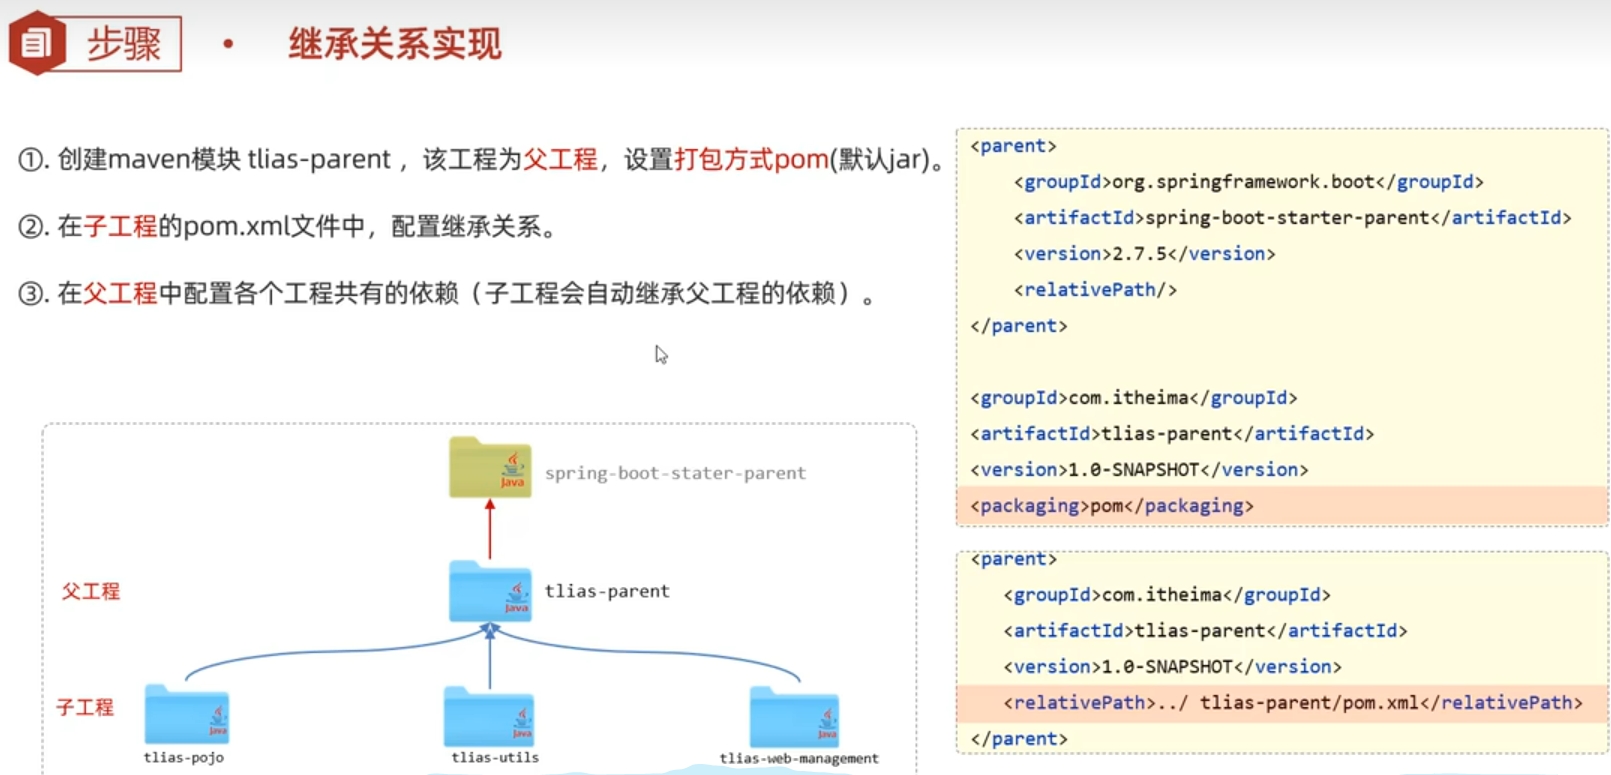 步骤
继承关系实现
①. 创建maven模块 tlias-parent ，该工程为父工程，设置打包方式pom(默认jar)。
②. 在子工程的pom.xml文件中，配置继承关系。
③. 在父工程中配置各个工程共有的依赖（子工程会自动继承父工程的依赖）。
<parent>
<groupId>org.springframework.boot</groupId>
<artifactId>spring-boot-starter-parent</artifactId>
<version>2.7.5</version>
<relativePath/>
</parent>
<groupId>com.itheima</groupId>
<artifactId>tlias-parent</artifactId>
<version>1.0-SNAPSHOT</version>
<packaging>pom</packaging>
<parent>
<groupId>com.itheima</groupId>
<artifactId>tlias-parent</artifactId>
<version>1.0-SNAPSHOT</version>
<relativePath>../ tlias-parent/pom.xml</relativePath>
</parent>
Java
spring-boot-stater-parent
父工程
Java
tlias-parent
子工程
Java
Java
Java
tlias-pojo
tlias-utils
tlias-web-management